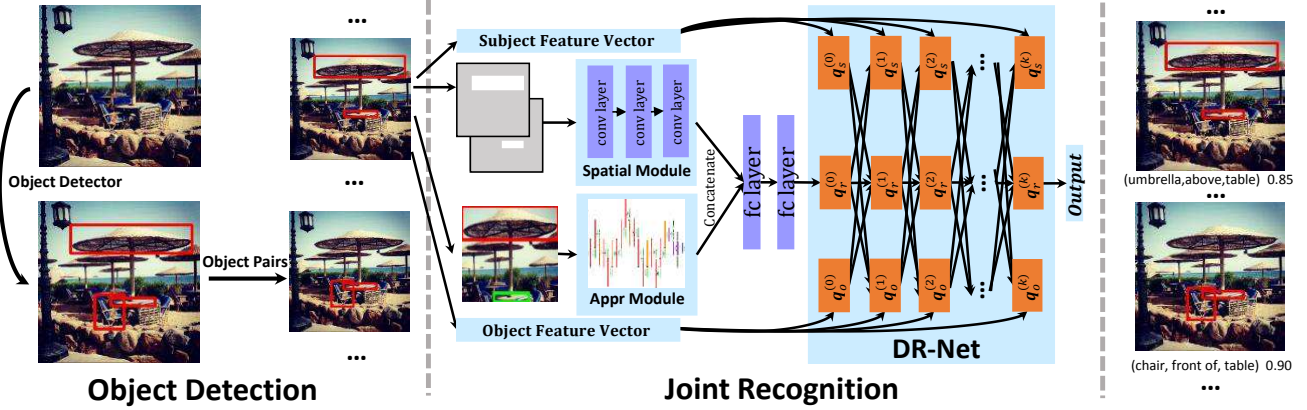 Object Detector
Object Pairs
Object Detection
...
...
...
...
Subject Feature Vector
conv layer
conv layer
conv layer
Spatial Module
Appr Module
Object Feature Vector
Concatenate
fc layer
fc layer
q_s^(0) q_s^(1) q_s^(2) ... q_s^(k)
q_r^(0) q_r^(1) q_r^(2) ... q_r^(k)
q_o^(0) q_o^(1) q_o^(2) ... q_o^(k)
DR-Net
Output
Joint Recognition
...
(umbrella,above,table) 0.85
...
(chair, front of, table) 0.90
...